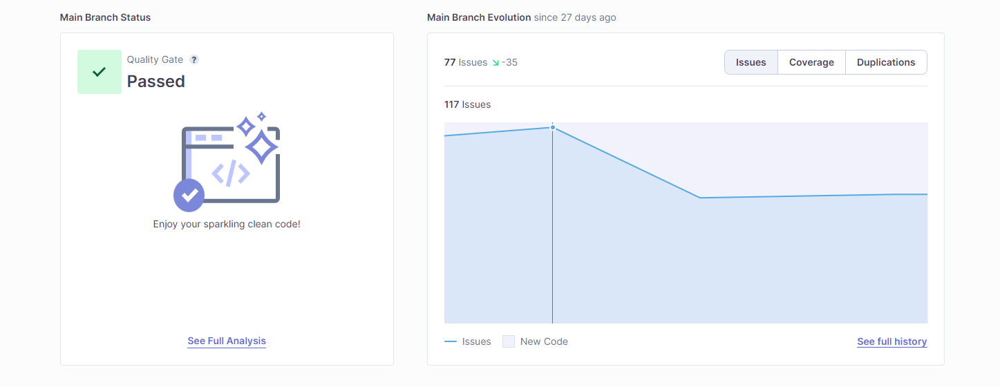 Main Branch Status
Quality Gate ?
Passed
</>
Enjoy your sparkling clean code!
See Full Analysis
Main Branch Evolution since 27 days ago
77 Issues -35
Issues Coverage Duplications
117 Issues
Issues New Code
See full history